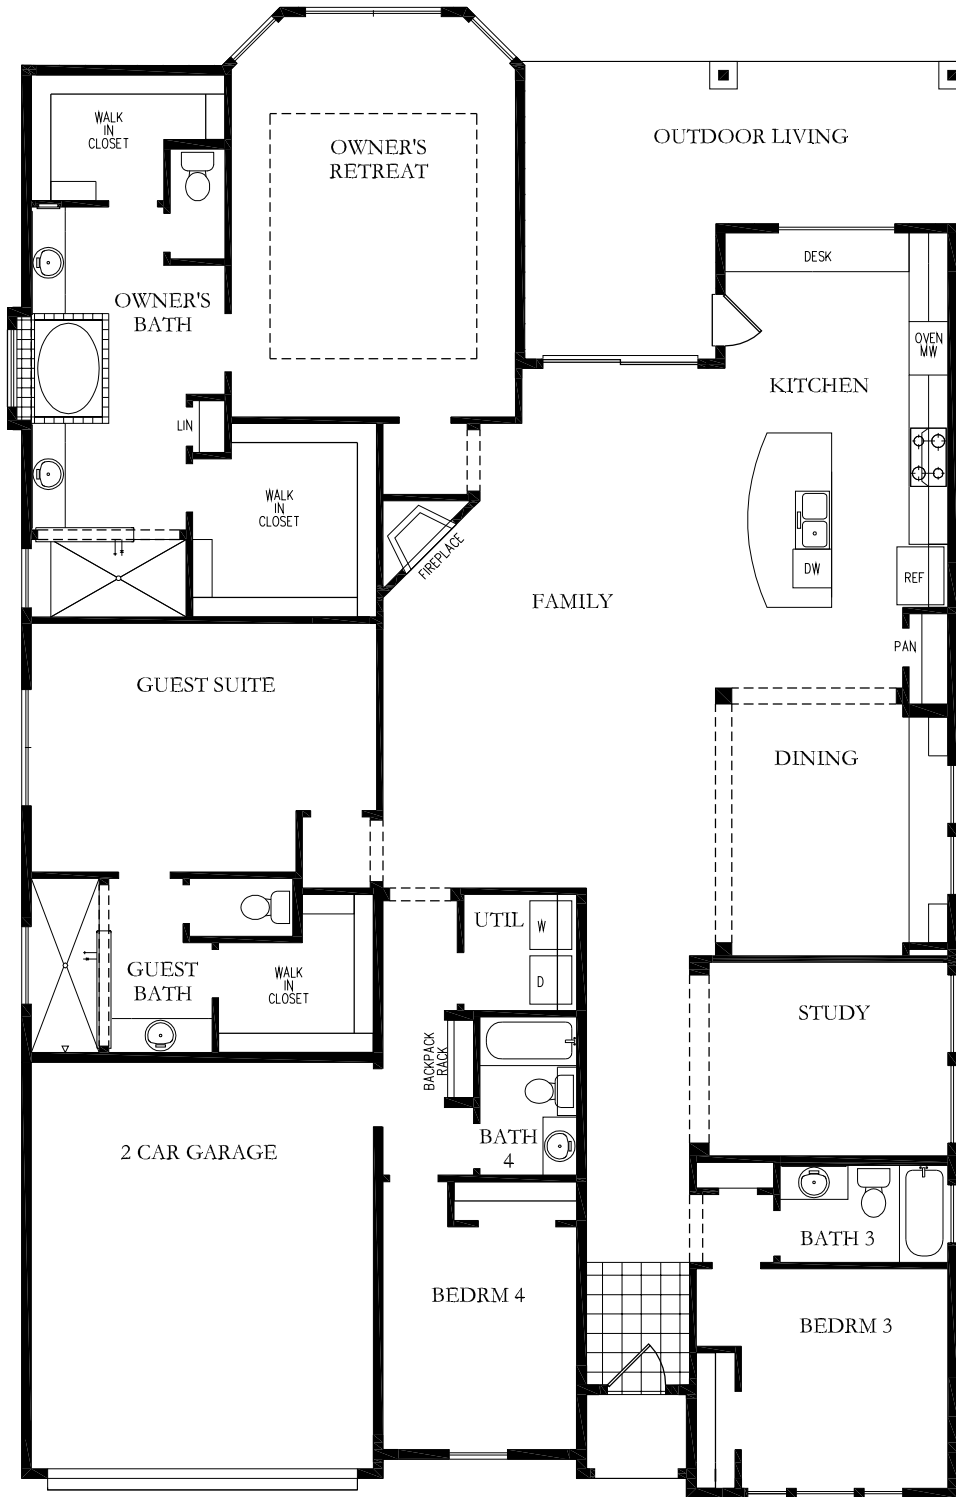 WALK
IN
CLOSET
OWNER'S
RETREAT
OUTDOOR LIVING
DESK
OWNER'S
BATH
OVEN
MW
KITCHEN
LIN
WALK
IN
CLOSET
FIREPLACE
DW
REF
FAMILY
PAN
GUEST SUITE
DINING
UTIL
W
GUEST
BATH
WALK
IN
CLOSET
D
STUDY
BACKPACK
RACK
2 CAR GARAGE
BATH
4
BATH 3
BEDRM 4
BEDRM 3